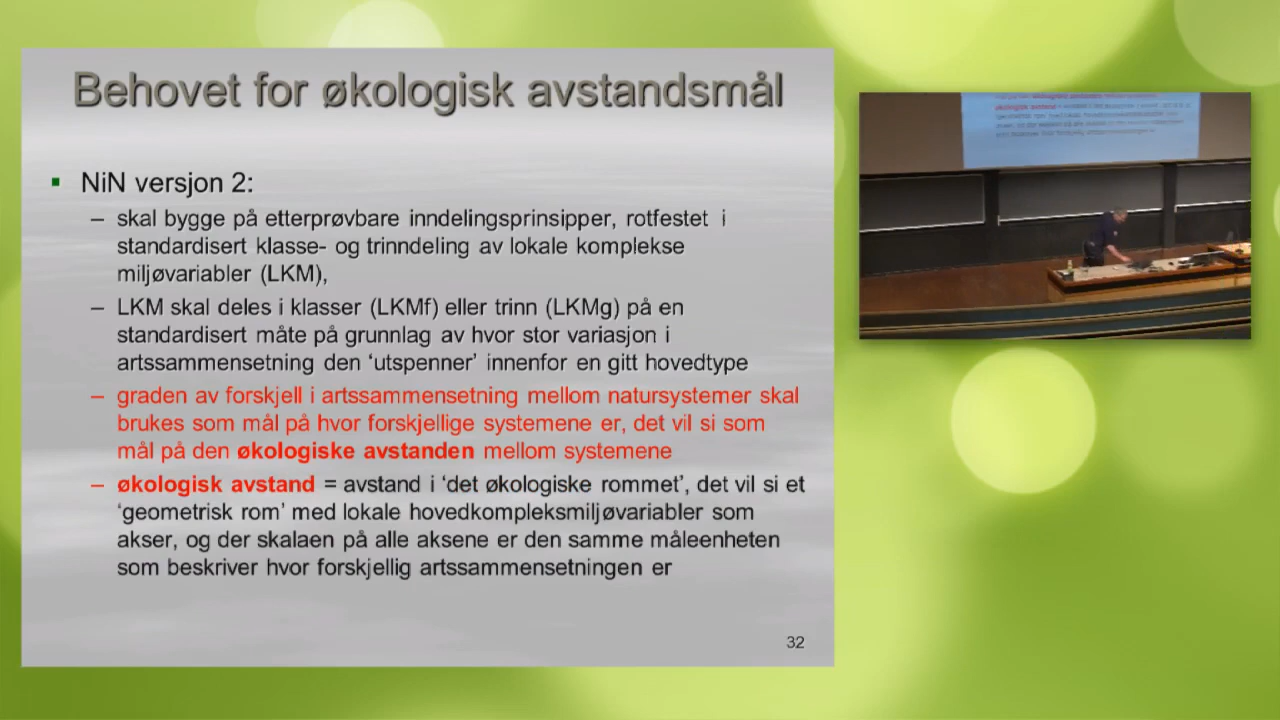 Behovet for økologisk avstandsmål
▪ NiN versjon 2:
– skal bygge på etterprøvbare inndelingsprinsipper, rotfestet i
standardisert klasse- og trinndeling av lokale komplekse
miljøvariabler (LKM),
– LKM skal deles i klasser (LKMf) eller trinn (LKMg) på en
standardisert måte på grunnlag av hvor stor variasjon i
artssammensetning den ‘utspenner’ innenfor en gitt hovedtype
– graden av forskjell i artssammensetning mellom natursystemer skal
brukes som mål på hvor forskjellige systemene er, det vil si som
mål på den økologiske avstanden mellom systemene
– økologisk avstand = avstand i ‘det økologiske rommet’, det vil si et
‘geometrisk rom’ med lokale hovedkompleksmiljøvariabler som
akser, og der skalaen på alle aksene er den samme måleenheten
som beskriver hvor forskjellig artssammensetningen er
32